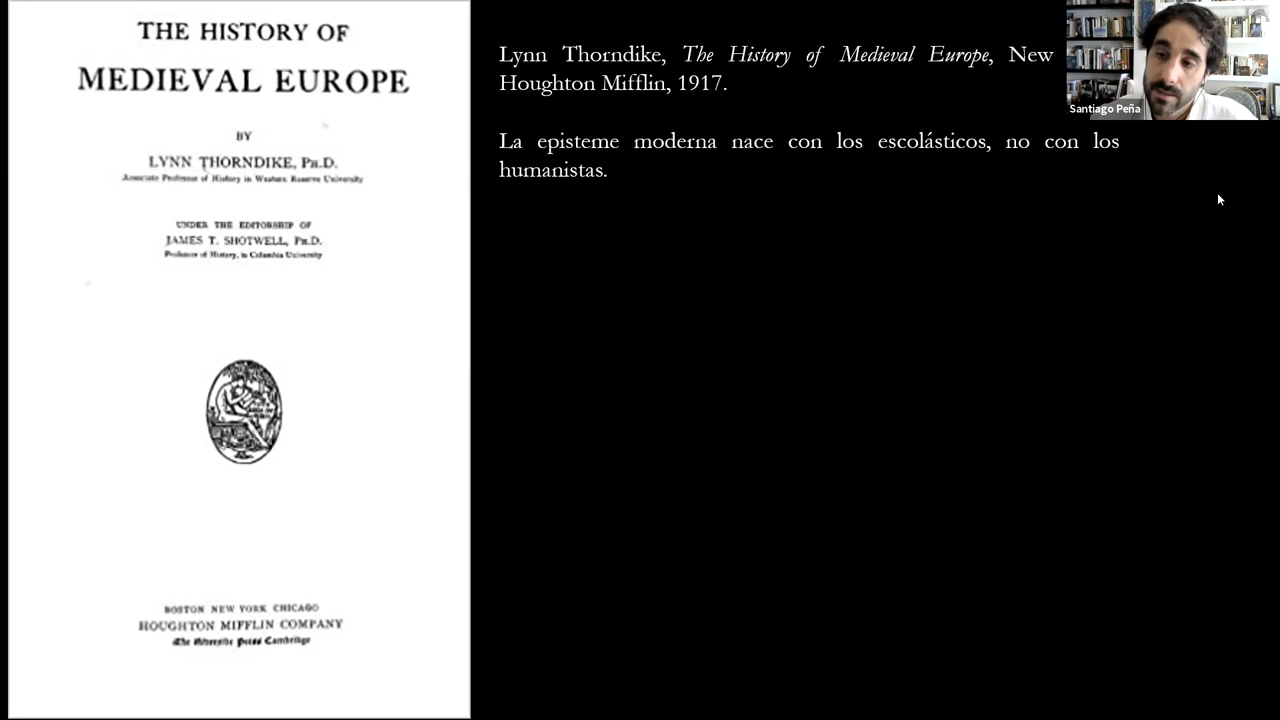 THE HISTORY OF
MEDIEVAL EUROPE
BY
LYNN THORNDIKE, PH.D.
Associate Professor of History in Western Reserve University
UNDER THE EDITORSHIP OF
JAMES T. SHOTWELL, PH.D.
Professor of History, in Columbia University
BOSTON NEW YORK CHICAGO
HOUGHTON MIFFLIN COMPANY
The Riverside Press Cambridge
Lynn Thorndike, The History of Medieval Europe, New
Houghton Mifflin, 1917.
La episteme moderna nace con los escolásticos, no con los
humanistas.
Santiago Peña